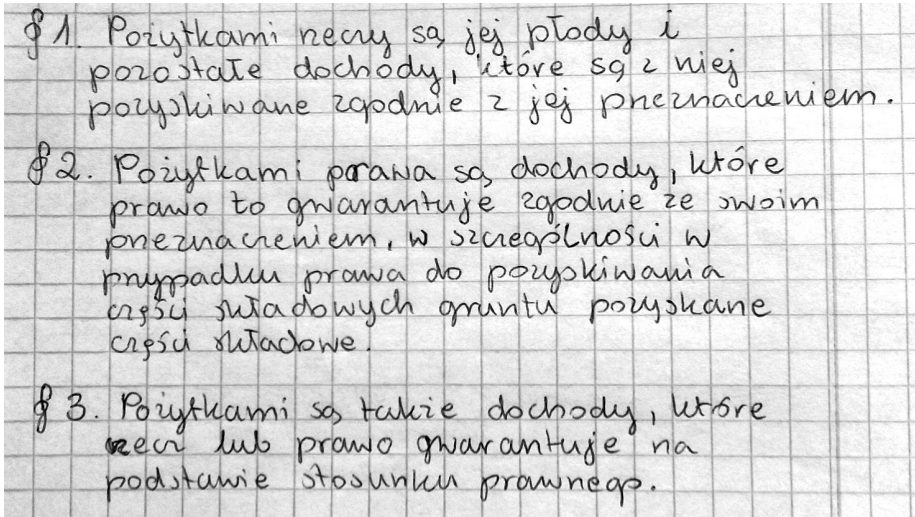 § 1. Pożytkami rzeczy są jej płody i
pozostałe dochody, które są z niej
pozyskiwane zgodnie z jej przeznaczeniem.
§ 2. Pożytkami prawa są dochody, które
prawo to gwarantuje zgodnie ze swoim
przeznaczeniem, w szczególności w
przypadku prawa do pozyskiwania
części składowych gruntu pozyskane
części składowe.
§ 3. Pożytkami są także dochody, które
rzecz lub prawo gwarantuje na
podstawie stosunku prawnego.